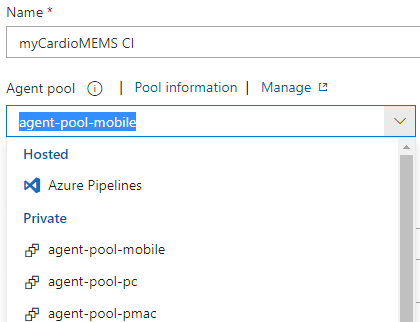 Name *
myCardioMEMS CI
Agent pool | Pool information | Manage
agent-pool-mobile
Hosted
Azure Pipelines
Private
agent-pool-mobile
agent-pool-pc
agent-pool-pmac